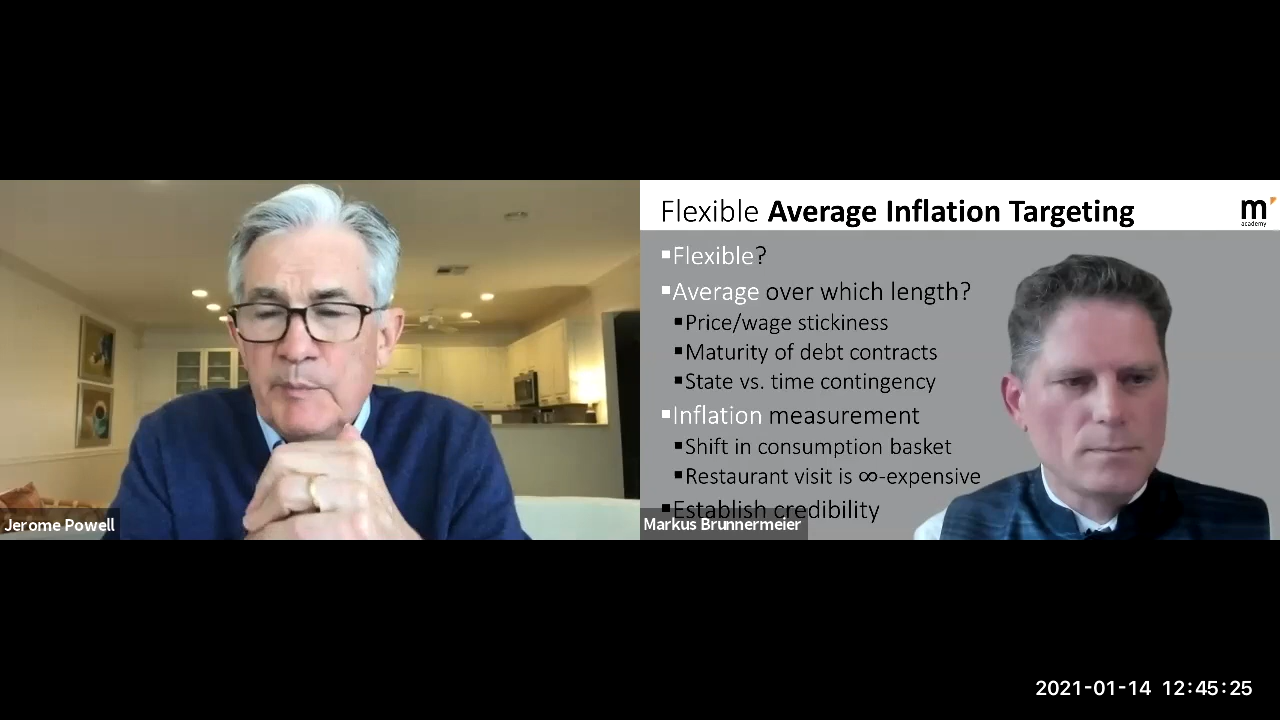 Flexible Average Inflation Targeting
m'
academy
▪Flexible?
▪Average over which length?
▪Price/wage stickiness
▪Maturity of debt contracts
▪State vs. time contingency
▪Inflation measurement
▪Shift in consumption basket
▪Restaurant visit is ∞-expensive
▪Establish credibility
Jerome Powell
Markus Brunnermeier
2021-01-14 12:45:25